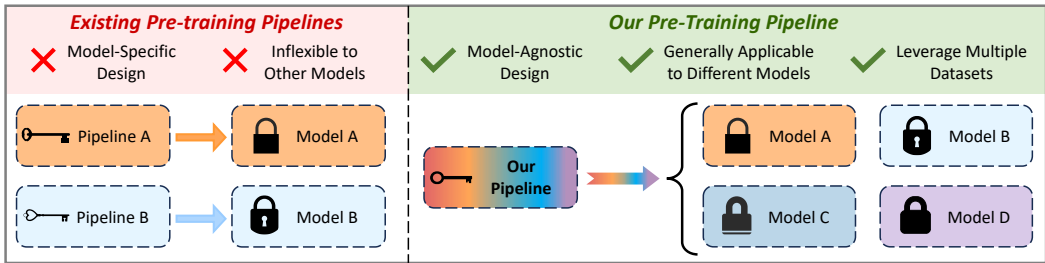 Existing Pre-training Pipelines
Model-Specific
Design
Inflexible to
Other Models
Pipeline A
Model A
Pipeline B
Model B
Our Pre-Training Pipeline
Model-Agnostic
Design
Generally Applicable
to Different Models
Leverage Multiple
Datasets
Our
Pipeline
Model A
Model B
Model C
Model D